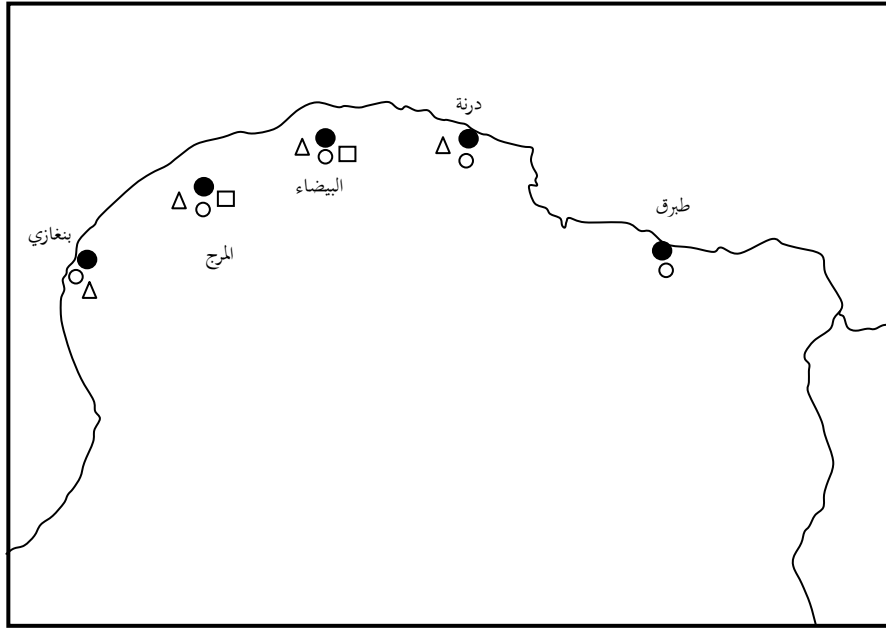 درنة
البيضاء
طبرق
بنغازي
المرج